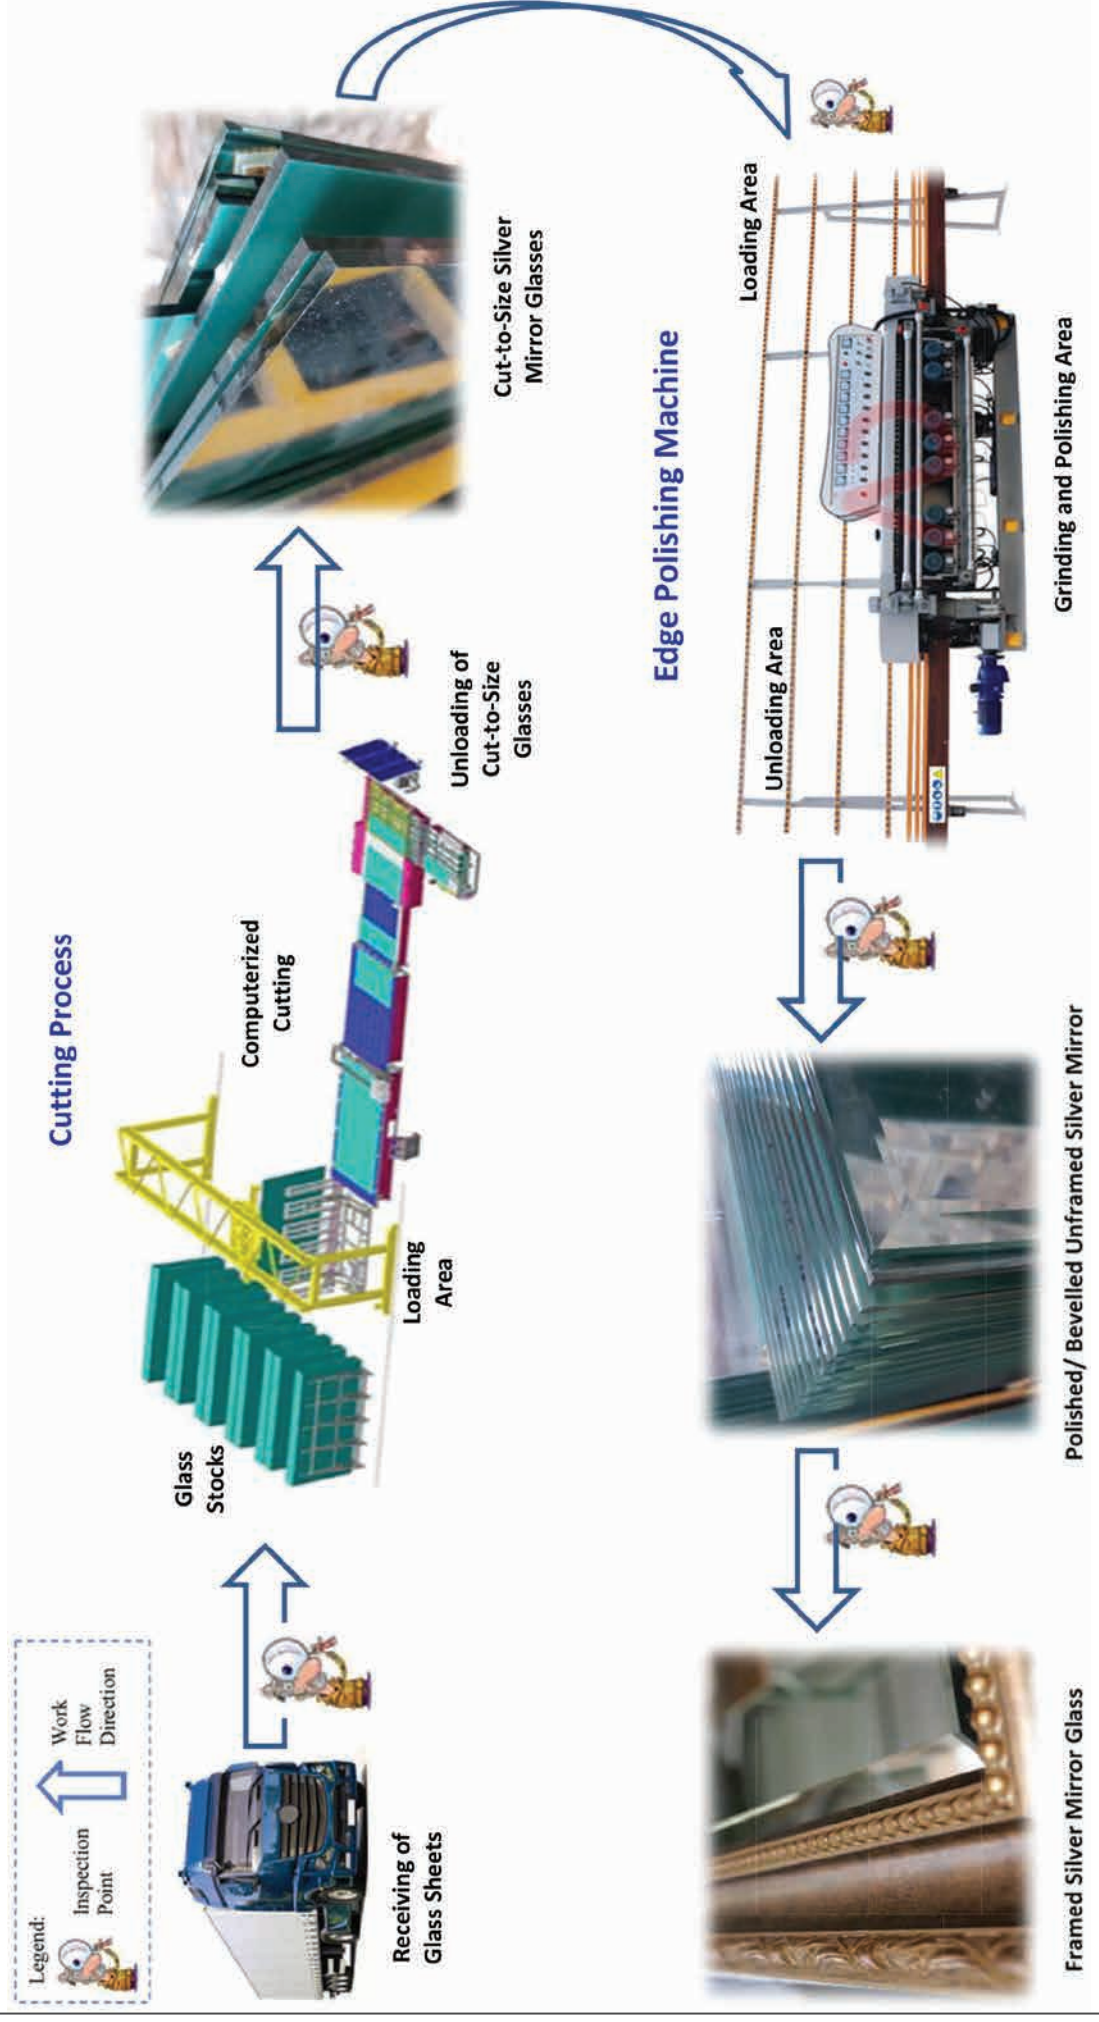 Legend:
Inspection
Point
Work
Flow
Direction
Cutting Process
Receiving of
Glass Sheets
Glass
Stocks
Loading
Area
Computerized
Cutting
Unloading of
Cut-to-Size
Glasses
Cut-to-Size Silver
Mirror Glasses
Edge Polishing Machine
Loading Area
Unloading Area
Grinding and Polishing Area
Polished/ Bevelled Unframed Silver Mirror
Framed Silver Mirror Glass